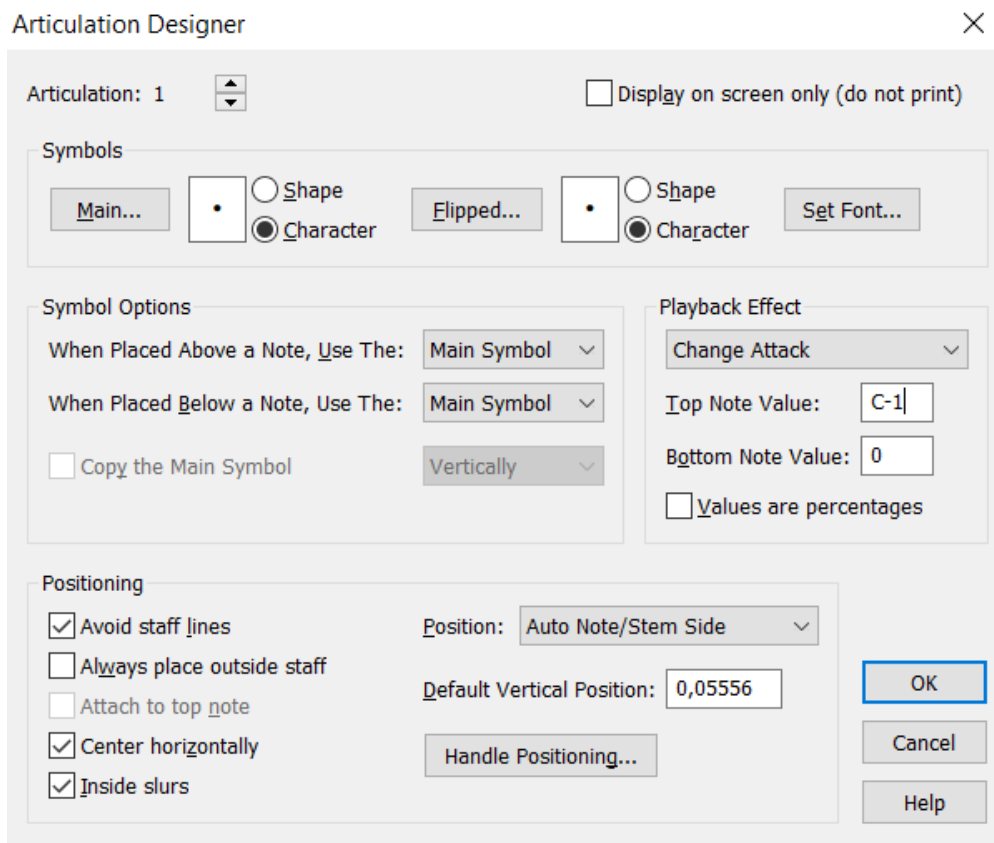 Articulation Designer
Articulation: 1
Display on screen only (do not print)
Symbols
Main...
Shape
Character
Flipped...
Shape
Character
Set Font...
Symbol Options
When Placed Above a Note, Use The: Main Symbol
When Placed Below a Note, Use The: Main Symbol
Copy the Main Symbol Vertically
Playback Effect
Change Attack
Top Note Value: C-1
Bottom Note Value: 0
Values are percentages
Positioning
Avoid staff lines
Always place outside staff
Attach to top note
Center horizontally
Inside slurs
Position: Auto Note/Stem Side
Default Vertical Position: 0,05556
Handle Positioning...
OK
Cancel
Help